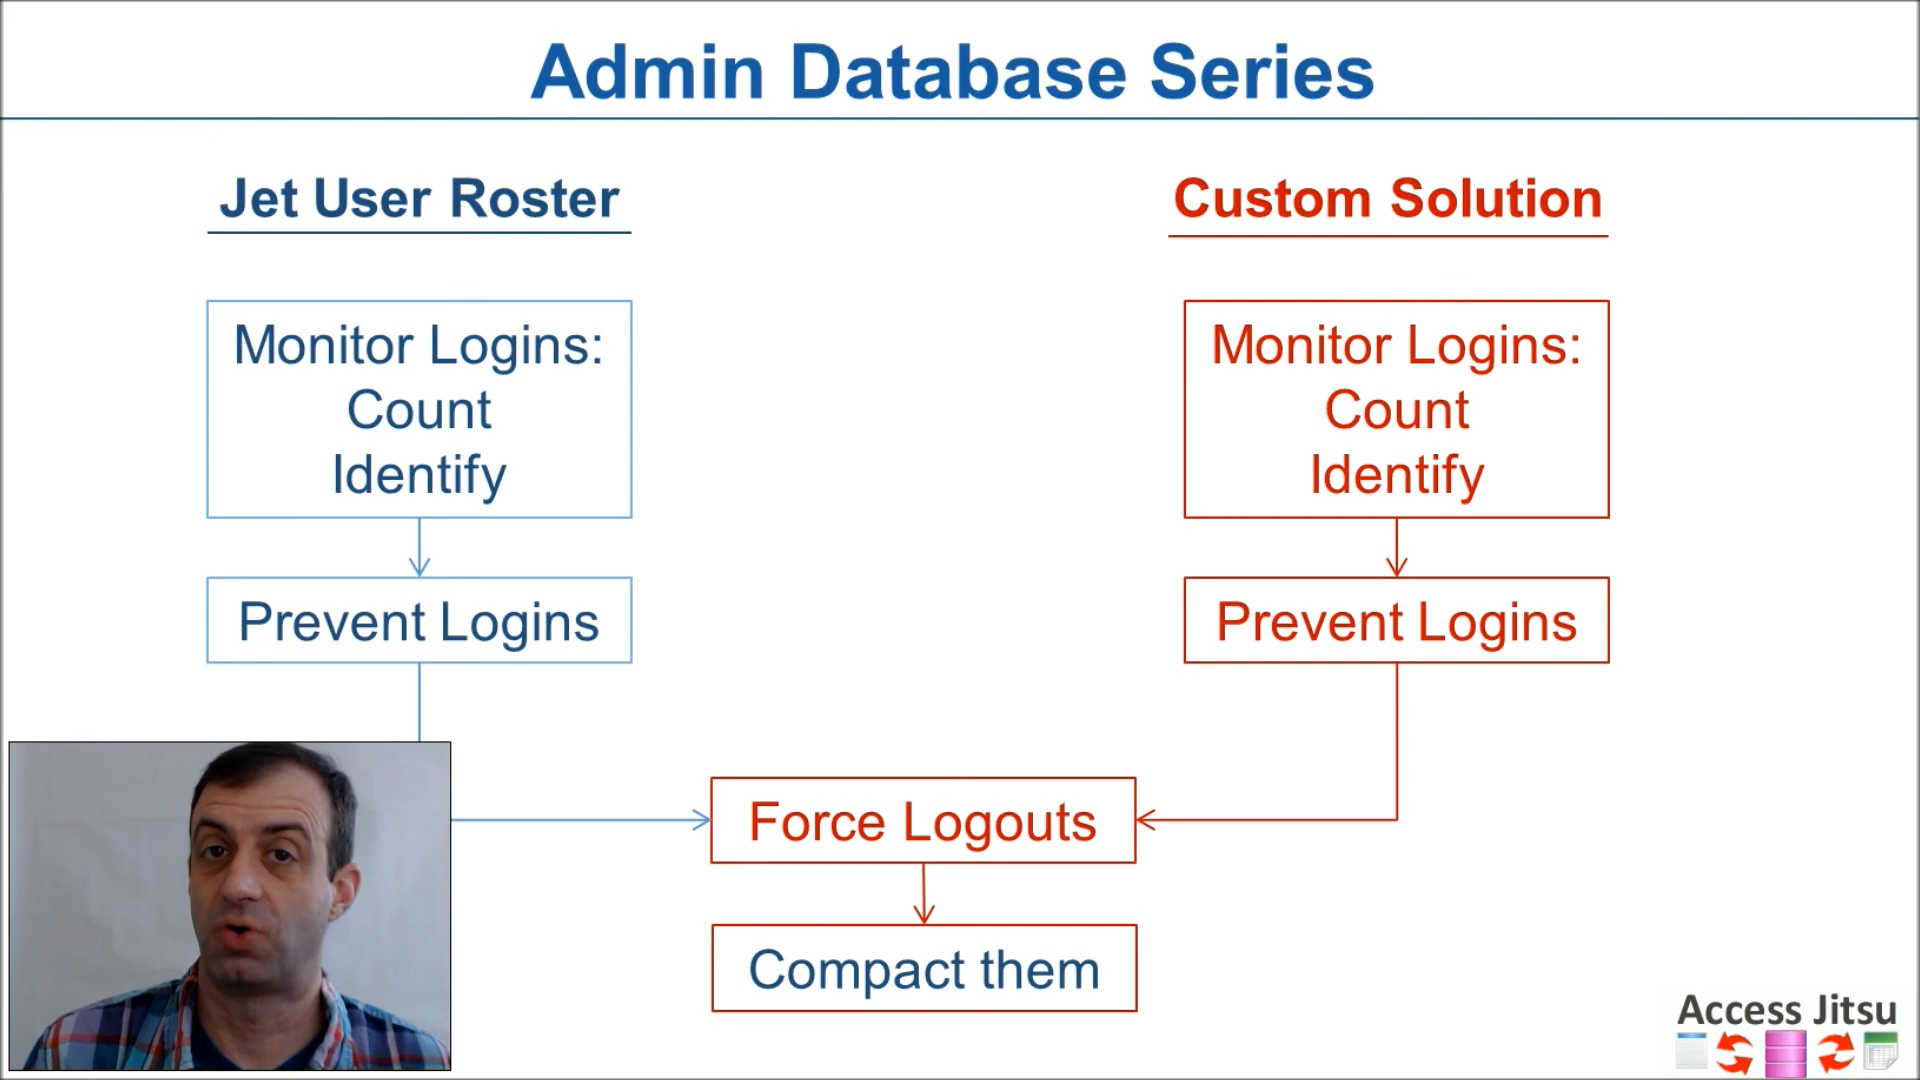 Admin Database Series
Jet User Roster
Custom Solution
Monitor Logins:
Count
Identify
Monitor Logins:
Count
Identify
Prevent Logins
Prevent Logins
Force Logouts
Compact them
Access Jitsu